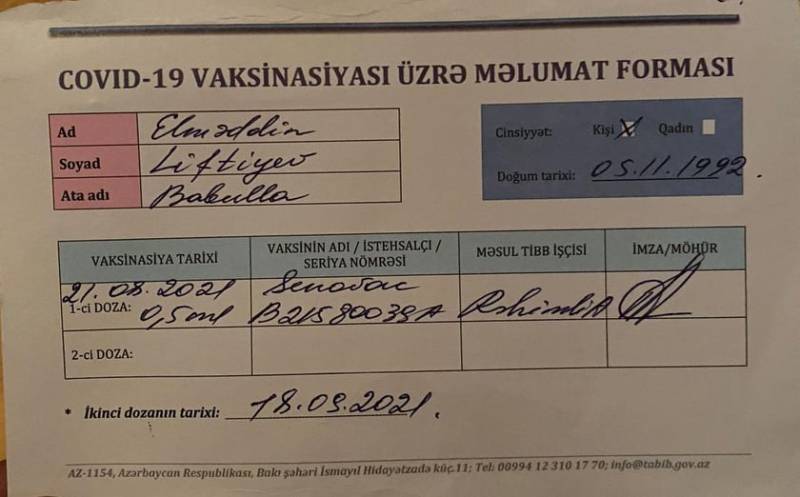 COVID-19 VAKSİNASİYASI ÜZRƏ MƏLUMAT FORMASI
Ad Elməddin
Soyad Liftiyev
Ata adı Babulla
Cinsiyyət: Kişi X Qadın
Doğum tarixi: 05.11.1992.
VAKSİNASİYA TARİXİ VAKSİNİN ADI / İSTEHSALÇI / SERİYA NÖMRƏSİ MƏSUL TİBB İŞÇİSİ İMZA/MÖHÜR
21.08.2021 Senovac
1-ci DOZA: 0,5ml B21580039A
2-ci DOZA:
* İkinci dozanın tarixi: 18.09.2021.
AZ-1154, Azərbaycan Respublikası, Bakı şəhəri İsmayıl Hidayətzadə küç.11; Tel: 00994 12 310 17 70; info@tabib.gov.az